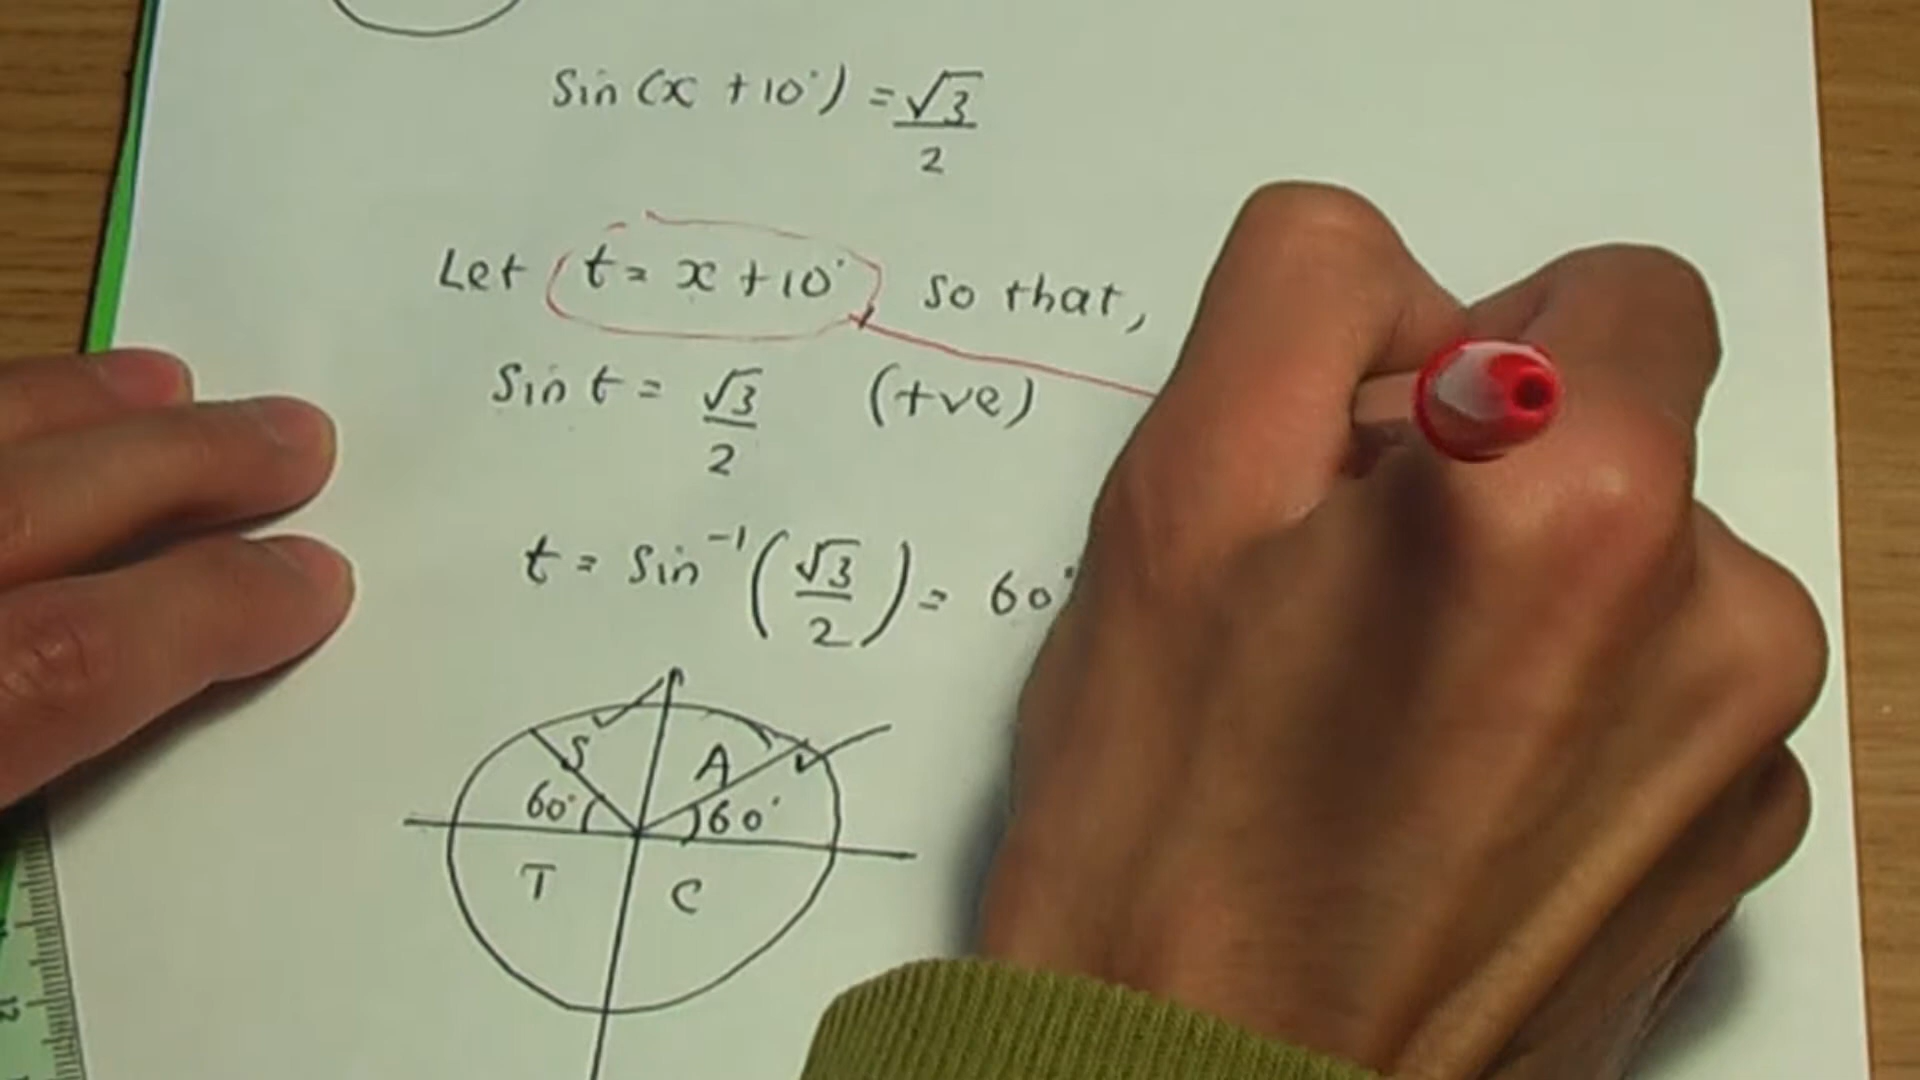 Sin (x + 10°) = √3/2
Let t = x + 10° so that,
Sin t = √3/2 (+ve)
t = Sin⁻¹(√3/2) = 60°
S A
60° 60°
T C
12